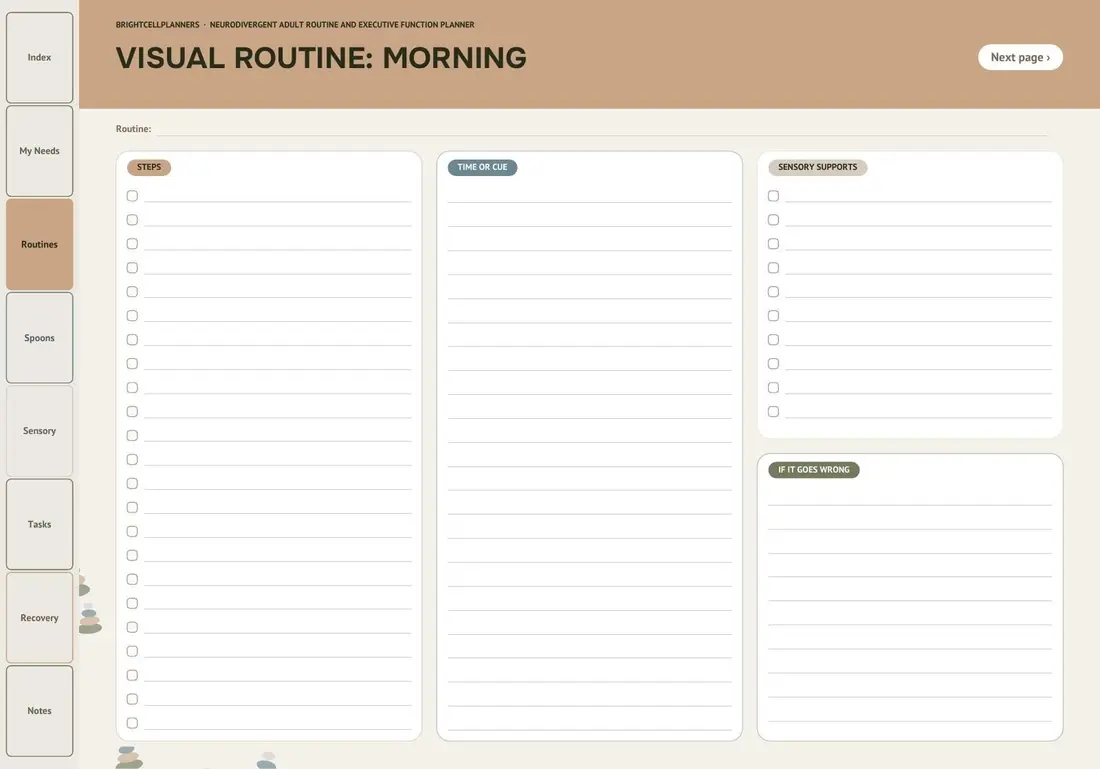 Index
My Needs
Routines
Spoons
Sensory
Tasks
Recovery
Notes
BRIGHTCELLPLANNERS · NEURODIVERGENT ADULT ROUTINE AND EXECUTIVE FUNCTION PLANNER
VISUAL ROUTINE: MORNING
Next page ›
Routine:
STEPS
TIME OR CUE
SENSORY SUPPORTS
IF IT GOES WRONG